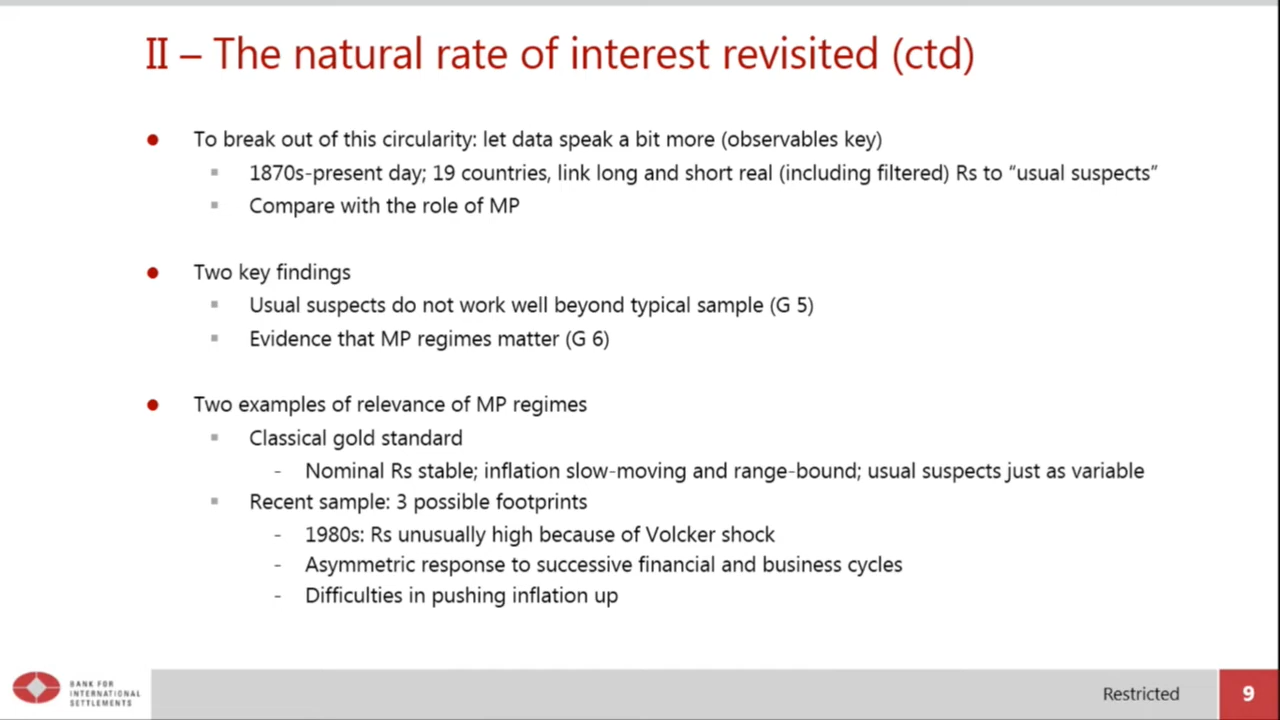 II – The natural rate of interest revisited (ctd)
● To break out of this circularity: let data speak a bit more (observables key)
▪ 1870s-present day; 19 countries, link long and short real (including filtered) Rs to “usual suspects”
▪ Compare with the role of MP
● Two key findings
▪ Usual suspects do not work well beyond typical sample (G 5)
▪ Evidence that MP regimes matter (G 6)
● Two examples of relevance of MP regimes
▪ Classical gold standard
- Nominal Rs stable; inflation slow-moving and range-bound; usual suspects just as variable
▪ Recent sample: 3 possible footprints
- 1980s: Rs unusually high because of Volcker shock
- Asymmetric response to successive financial and business cycles
- Difficulties in pushing inflation up
BANK FOR
INTERNATIONAL
SETTLEMENTS
Restricted
9